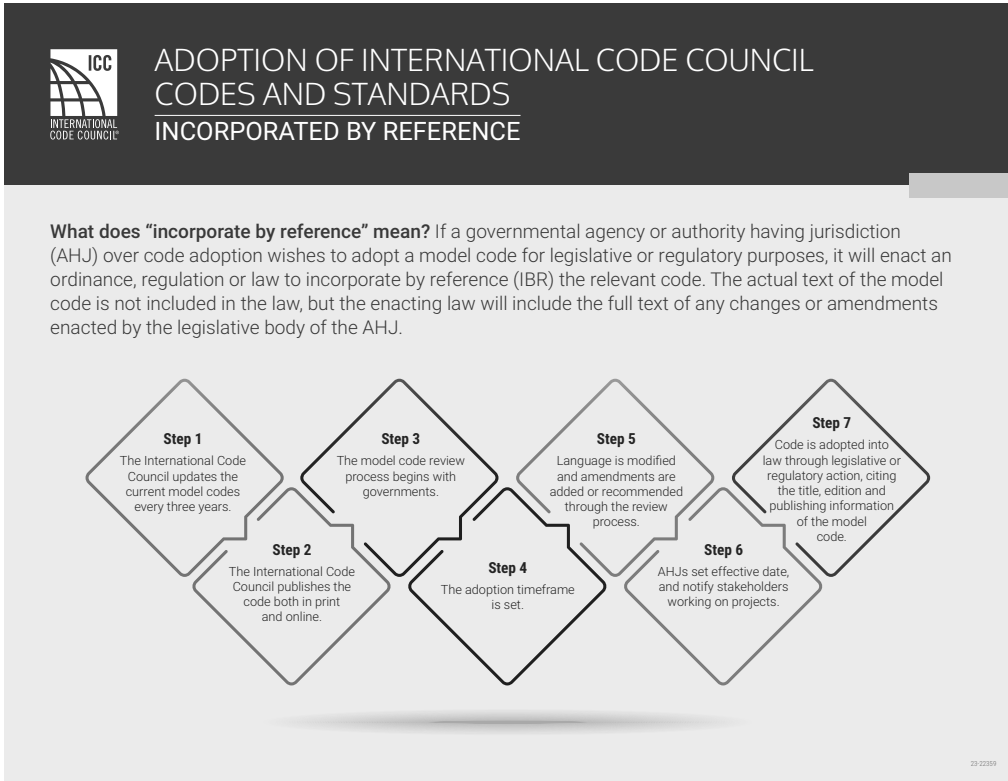 ICC
INTERNATIONAL
CODE COUNCIL®
ADOPTION OF INTERNATIONAL CODE COUNCIL
CODES AND STANDARDS
INCORPORATED BY REFERENCE
What does “incorporate by reference” mean? If a governmental agency or authority having jurisdiction
(AHJ) over code adoption wishes to adopt a model code for legislative or regulatory purposes, it will enact an
ordinance, regulation or law to incorporate by reference (IBR) the relevant code. The actual text of the model
code is not included in the law, but the enacting law will include the full text of any changes or amendments
enacted by the legislative body of the AHJ.
Step 1
The International Code
Council updates the
current model codes
every three years.
Step 2
The International Code
Council publishes the
code both in print
and online.
Step 3
The model code review
process begins with
governments.
Step 4
The adoption timeframe
is set.
Step 5
Language is modified
and amendments are
added or recommended
through the review
process.
Step 6
AHJs set effective date,
and notify stakeholders
working on projects.
Step 7
Code is adopted into
law through legislative or
regulatory action, citing
the title, edition and
publishing information
of the model
code.
23-22359